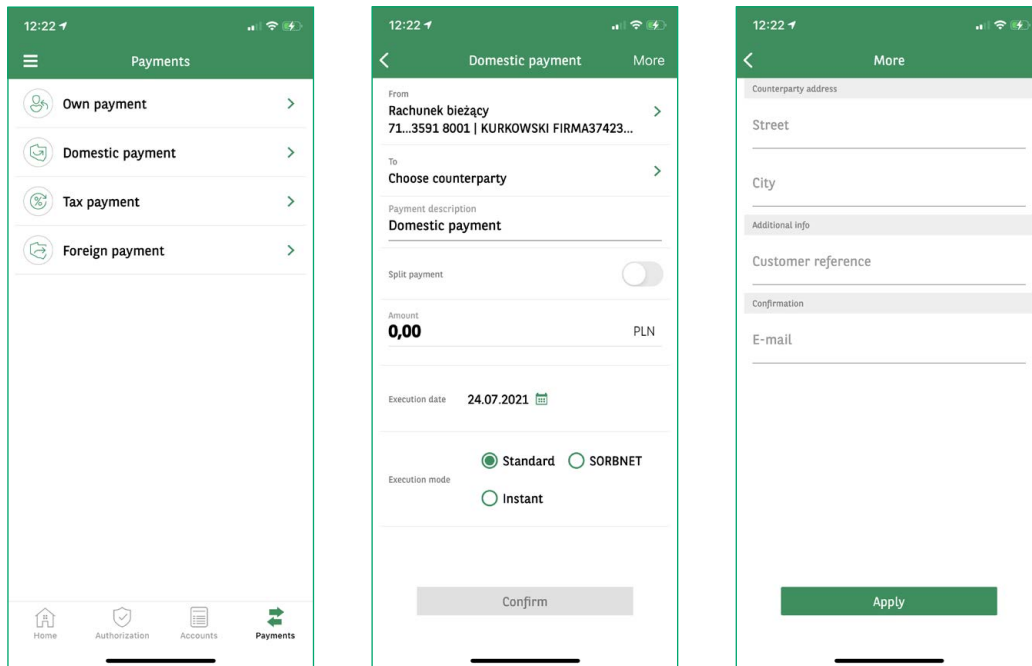 12:22
Payments
Own payment
Domestic payment
Tax payment
Foreign payment
Home
Authorization
Accounts
Payments
12:22
Domestic payment
More
From
Rachunek bieżący
71...3591 8001 | KURKOWSKI FIRMA37423...
To
Choose counterparty
Payment description
Domestic payment
Split payment
Amount
0,00 PLN
Execution date 24.07.2021
Execution mode
Standard SORBNET
Instant
Confirm
12:22
More
Counterparty address
Street
City
Additional info
Customer reference
Confirmation
E-mail
Apply